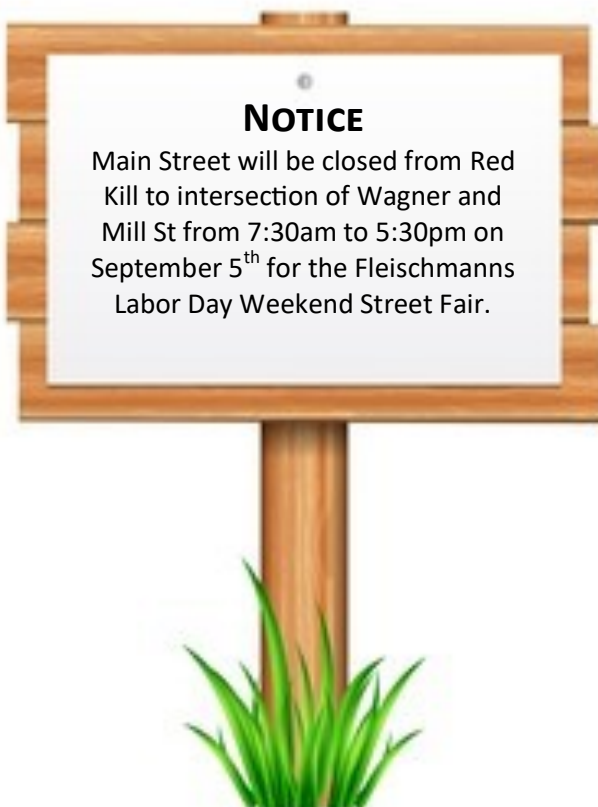 NOTICE
Main Street will be closed from Red
Kill to intersection of Wagner and
Mill St from 7:30am to 5:30pm on
September 5th for the Fleischmanns
Labor Day Weekend Street Fair.